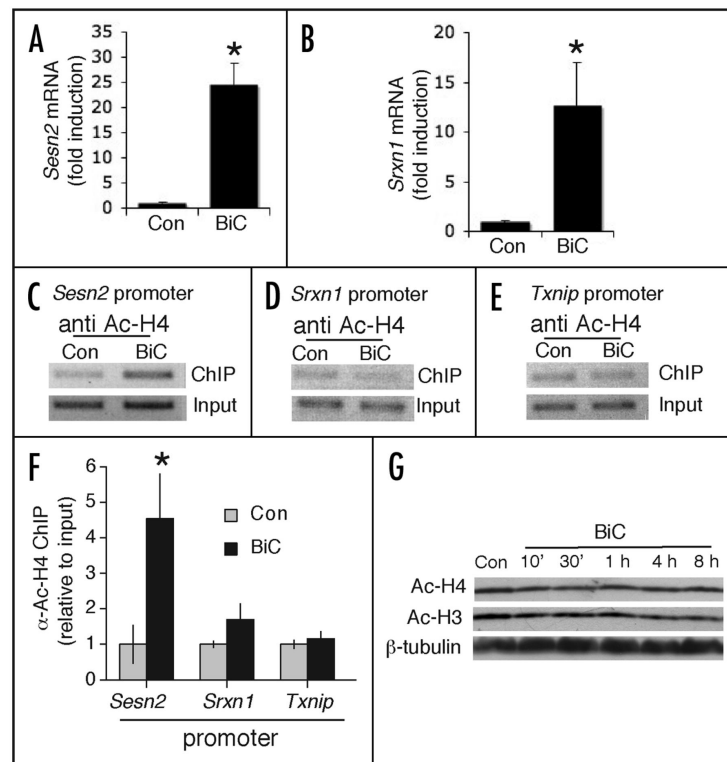 A
Sesn2 mRNA
(fold induction)
35
30
25
20
15
10
5
0
*
Con BiC
B
Srxn1 mRNA
(fold induction)
20
15
10
5
0
*
Con BiC
C Sesn2 promoter
anti Ac-H4
Con BiC
ChIP
Input
D Srxn1 promoter
anti Ac-H4
Con BiC
ChIP
Input
E Txnip promoter
anti Ac-H4
Con BiC
ChIP
Input
F
α-Ac-H4 ChIP
(relative to input)
6
5
4
2
1
0
*
Con
BiC
Sesn2 Srxn1 Txnip
promoter
G
BiC
Con 10’ 30’ 1 h 4 h 8 h
Ac-H4
Ac-H3
β-tubulin